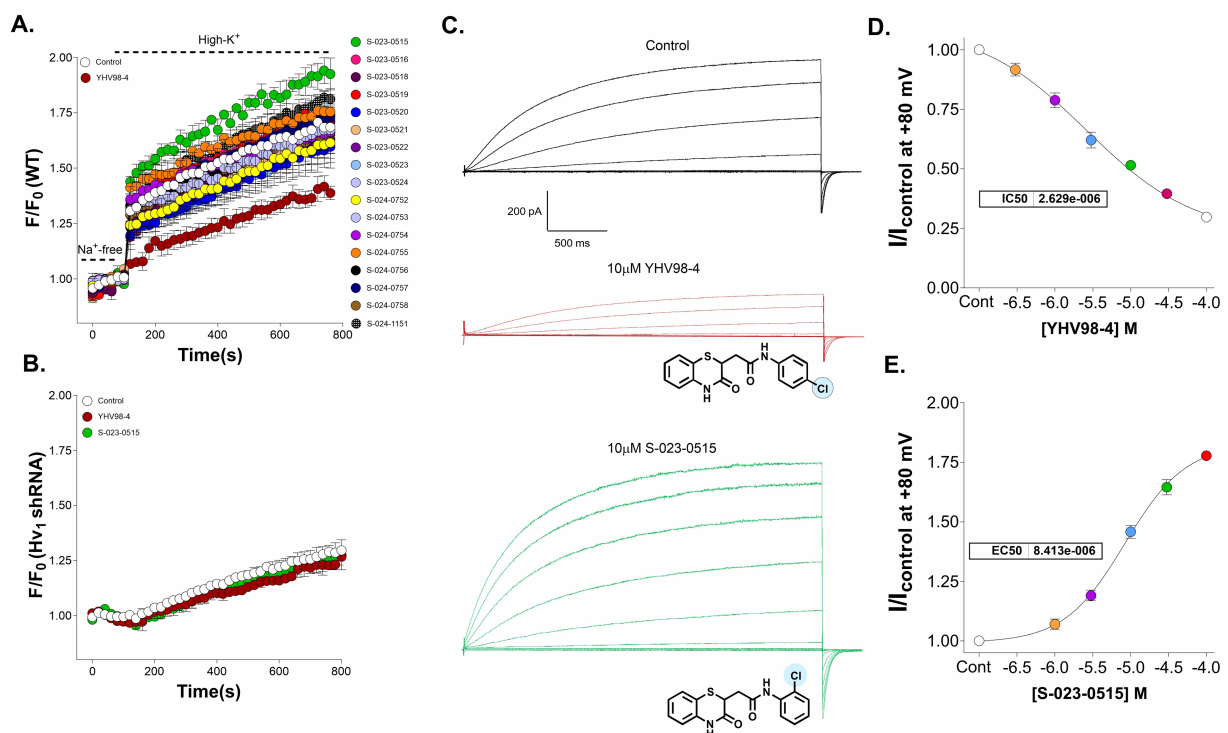 A.
High-K⁺
Control
YHV98-4
Na⁺-free
F/F₀ (WT)
2.00
1.75
1.50
1.25
1.00
0 200 400 600 800
Time(s)
S-023-0515
S-023-0516
S-023-0518
S-023-0519
S-023-0520
S-023-0521
S-023-0522
S-023-0523
S-023-0524
S-024-0752
S-024-0753
S-024-0754
S-024-0755
S-024-0756
S-024-0757
S-024-0758
S-024-1151
B.
Control
YHV98-4
S-023-0515
F/F₀ (Hv₁ shRNA)
2.00
1.75
1.50
1.25
1.00
0 200 400 600 800
Time(s)
C.
Control
200 pA
500 ms
10μM YHV98-4
S
N
H
O
O
H
N
Cl
10μM S-023-0515
S
N
H
O
O
H
N
Cl
D.
I/Icontrol at +80 mV
1.00
0.75
0.50
0.25
0.00
IC50 2.629e-006
Cont -6.5 -6.0 -5.5 -5.0 -4.5 -4.0
[YHV98-4] M
E.
I/Icontrol at +80 mV
2.00
1.75
1.50
1.25
1.00
EC50 8.413e-006
Cont -6.5 -6.0 -5.5 -5.0 -4.5 -4.0
[S-023-0515] M